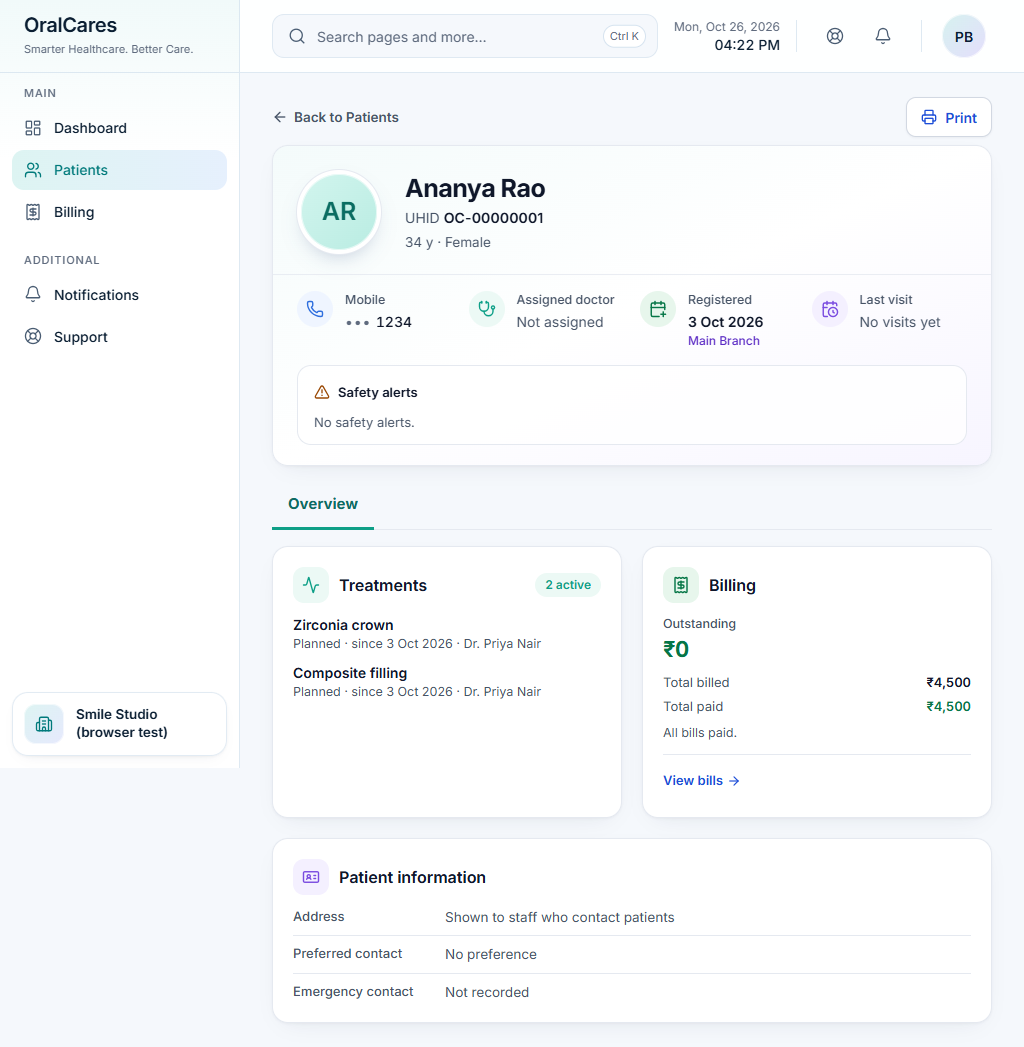 OralCares
Smarter Healthcare. Better Care.
Search pages and more...
Ctrl K
Mon, Oct 26, 2026
04:22 PM
PB
MAIN
Dashboard
Patients
Billing
ADDITIONAL
Notifications
Support
Smile Studio
(browser test)
Back to Patients
Print
AR
Ananya Rao
UHID OC-00000001
34 y · Female
Mobile
••• 1234
Assigned doctor
Not assigned
Registered
3 Oct 2026
Main Branch
Last visit
No visits yet
Safety alerts
No safety alerts.
Overview
Treatments
2 active
Zirconia crown
Planned · since 3 Oct 2026 · Dr. Priya Nair
Composite filling
Planned · since 3 Oct 2026 · Dr. Priya Nair
Billing
Outstanding
₹0
Total billed ₹4,500
Total paid ₹4,500
All bills paid.
View bills →
Patient information
Address Shown to staff who contact patients
Preferred contact No preference
Emergency contact Not recorded